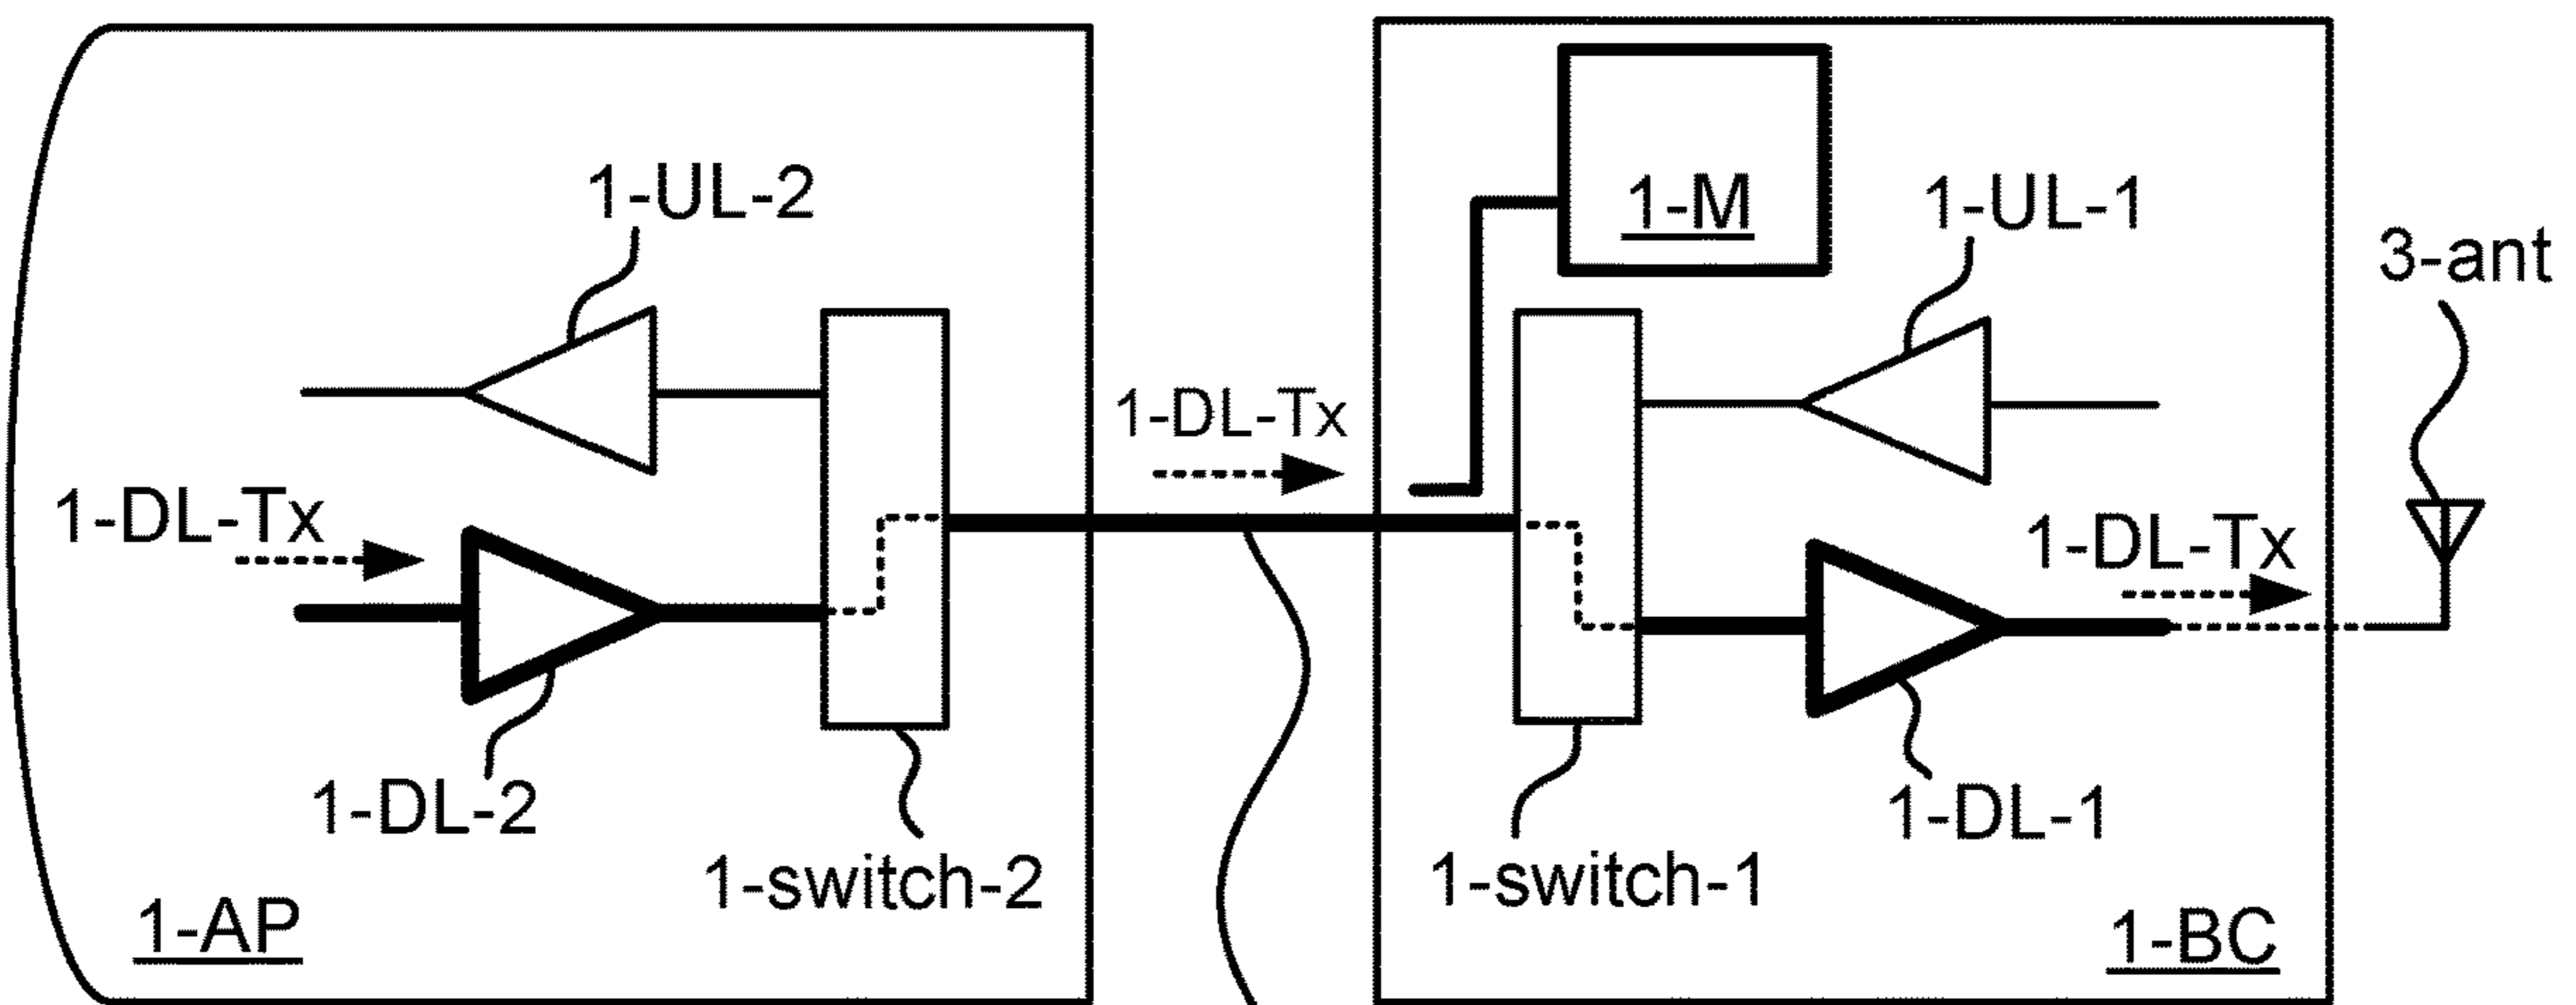 1-UL-2
1-M
1-UL-1
3-ant
1-DL-Tx
1-DL-Tx
1-DL-Tx
1-DL-2
1-switch-2
1-switch-1
1-DL-1
1-AP
1-BC